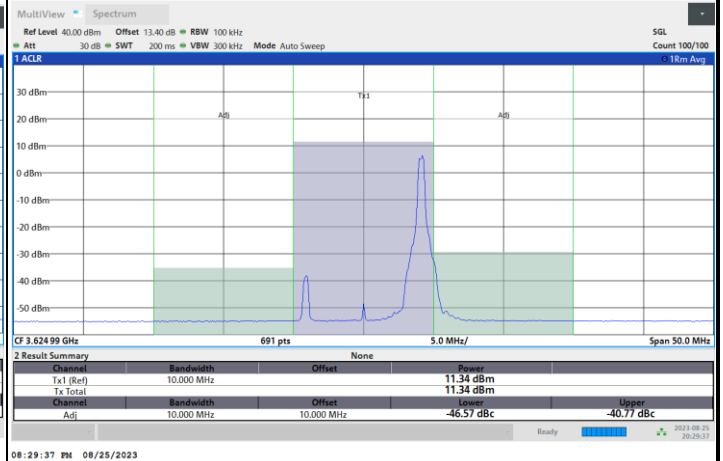 MultiView Spectrum
Ref Level 40.00 dBm Offset 13.40 dB RBW 100 kHz SGL
Att 30 dB SWT 200 ms VBW 300 kHz Mode Auto Sweep Count 100/100
1 ACLR 1Rm Avg
30 dBm
Tx1
20 dBm
Adj Adj
10 dBm
0 dBm
-10 dBm
-20 dBm
-30 dBm
-40 dBm
-50 dBm
CF 3.62499 GHz 691 pts 5.0 MHz/ Span 50.0 MHz
2 Result Summary None
Channel Bandwidth Offset Power
Tx1 (Ref) 10.000 MHz 11.34 dBm
Tx Total 11.34 dBm
Channel Bandwidth Offset Lower Upper
Adj 10.000 MHz 10.000 MHz -46.57 dBc -40.77 dBc
Ready 2023-08-25
20:29:37
08:29:37 PM 08/25/2023